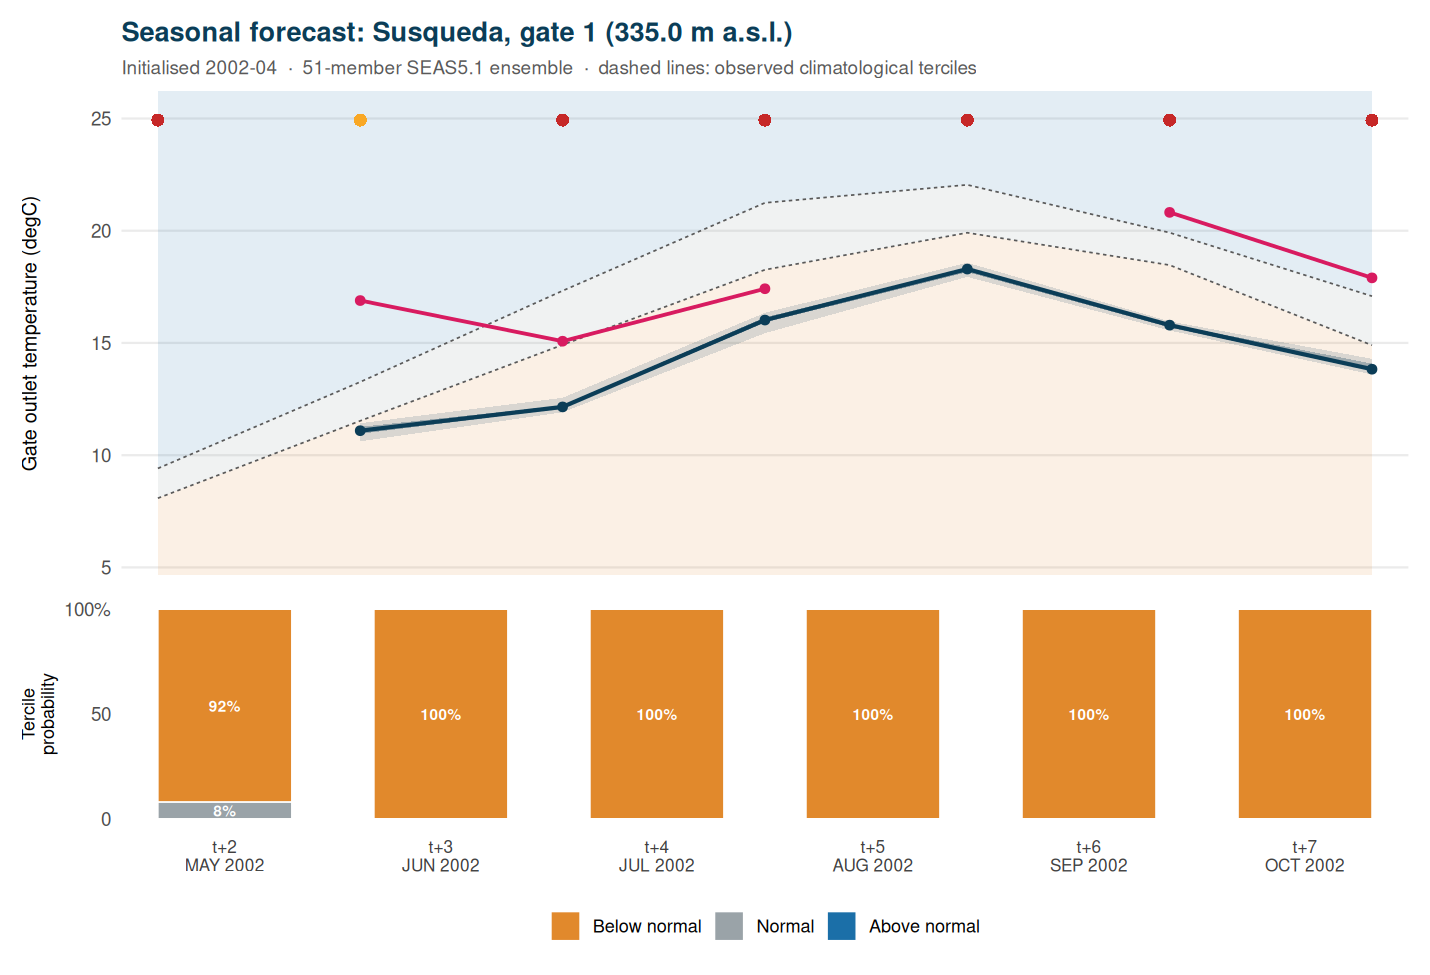 Seasonal forecast: Susqueda, gate 1 (335.0 m a.s.l.)
Initialised 2002-04 · 51-member SEAS5.1 ensemble · dashed lines: observed climatological terciles
Gate outlet temperature (degC)
25
20
15
10
5
Tercile
probability
100%
50
0
92%
8%
100%
100%
100%
100%
100%
t+2
MAY 2002
t+3
JUN 2002
t+4
JUL 2002
t+5
AUG 2002
t+6
SEP 2002
t+7
OCT 2002
Below normal
Normal
Above normal